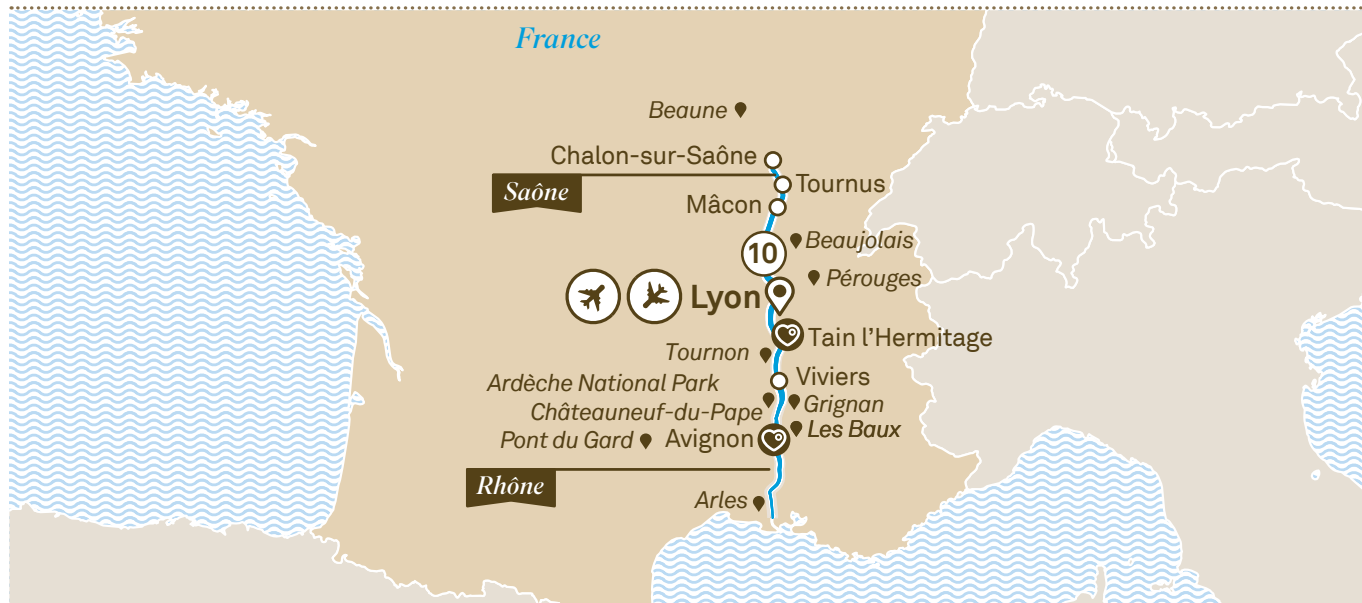 France
Beaune
Chalon-sur-Saône
Saône
Tournus
Mâcon
Beaujolais
10
Pérouges
Lyon
Tain l’Hermitage
Tournon
Viviers
Ardèche National Park
Grignan
Châteauneuf-du-Pape
Les Baux
Pont du Gard
Avignon
Rhône
Arles